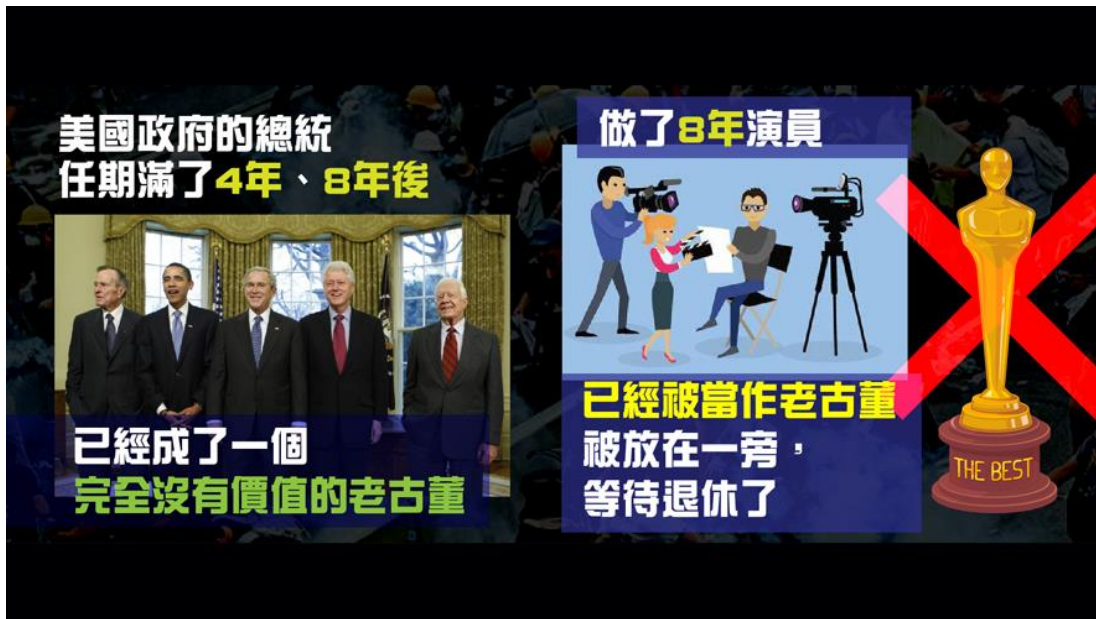 美國政府的總統
任期滿了4年、8年後
已經成了一個
完全沒有價值的老古董
做了8年演員
已經被當作老古董
被放在一旁，
等待退休了
THE BEST